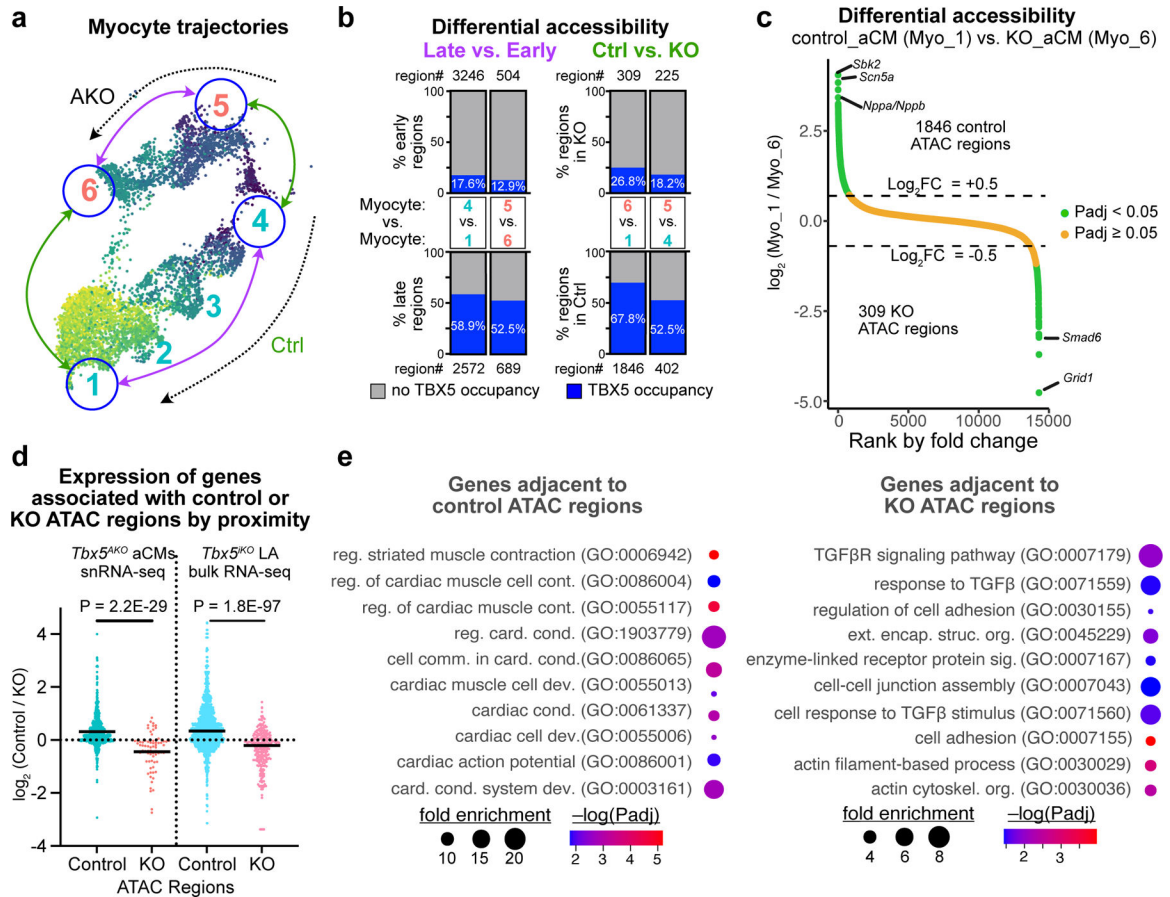 a
Myocyte trajectories
AKO
5
6
4
3
2
1
Ctrl
b
Differential accessibility
Late vs. Early
Ctrl vs. KO
region# 3246 504
309 225
% early regions
100
50
0
17.6%
12.9%
% regions in KO
100
50
0
26.8%
18.2%
Myocyte:
vs.
Myocyte:
4 vs. 1
5 vs. 6
6 vs. 1
5 vs. 4
% late regions
100
50
0
58.9%
52.5%
% regions in Ctrl
100
50
0
67.8%
52.5%
region# 2572 689
region# 1846 402
no TBX5 occupancy
TBX5 occupancy
c
Differential accessibility
control_aCM (Myo_1) vs. KO_aCM (Myo_6)
log2 (Myo_1 / Myo_6)
2.5
0.0
-2.5
-5.0
Sbk2
Scn5a
Nppa/Nppb
1846 control
ATAC regions
Log2FC = +0.5
Log2FC = -0.5
Padj < 0.05
Padj ≥ 0.05
309 KO
ATAC regions
Smad6
Grid1
0 5000 10000 15000
Rank by fold change
d
Expression of genes
associated with control or
KO ATAC regions by proximity
Tbx5AKO aCMs
snRNA-seq
Tbx5iKO LA
bulk RNA-seq
P = 2.2E-29
P = 1.8E-97
log2 (Control / KO)
4
2
0
-2
-4
Control KO Control KO
ATAC Regions
e
Genes adjacent to
control ATAC regions
reg. striated muscle contraction (GO:0006942)
reg. of cardiac muscle cell cont. (GO:0086004)
reg. of cardiac muscle cont. (GO:0055117)
reg. card. cond. (GO:1903779)
cell comm. in card. cond.(GO:0086065)
cardiac muscle cell dev. (GO:0055013)
cardiac cond. (GO:0061337)
cardiac cell dev. (GO:0055006)
cardiac action potential (GO:0086001)
card. cond. system dev. (GO:0003161)
fold enrichment
10 15 20
–log(Padj)
2 3 4 5
Genes adjacent to
KO ATAC regions
TGFβR signaling pathway (GO:0007179)
response to TGFβ (GO:0071559)
regulation of cell adhesion (GO:0030155)
ext. encap. struc. org. (GO:0045229)
enzyme-linked receptor protein sig. (GO:0007167)
cell-cell junction assembly (GO:0007043)
cell response to TGFβ stimulus (GO:0071560)
cell adhesion (GO:0007155)
actin filament-based process (GO:0030029)
actin cytoskel. org. (GO:0030036)
fold enrichment
4 6 8
–log(Padj)
2 3